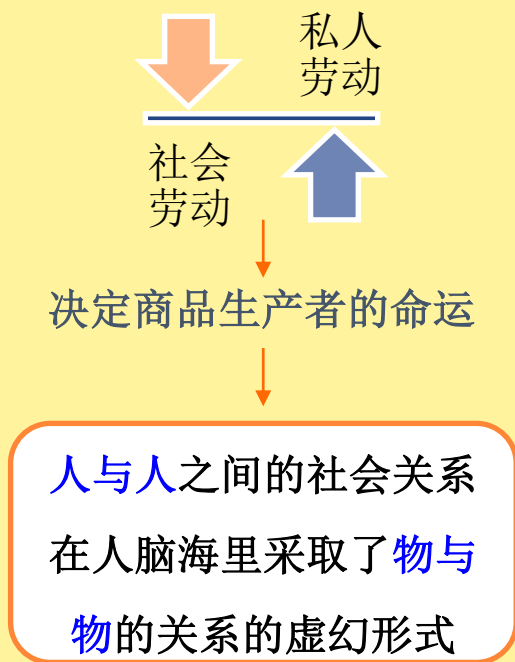 私人
劳动
社会
劳动
决定商品生产者的命运
人与人之间的社会关系
在人脑海里采取了物与
物的关系的虚幻形式